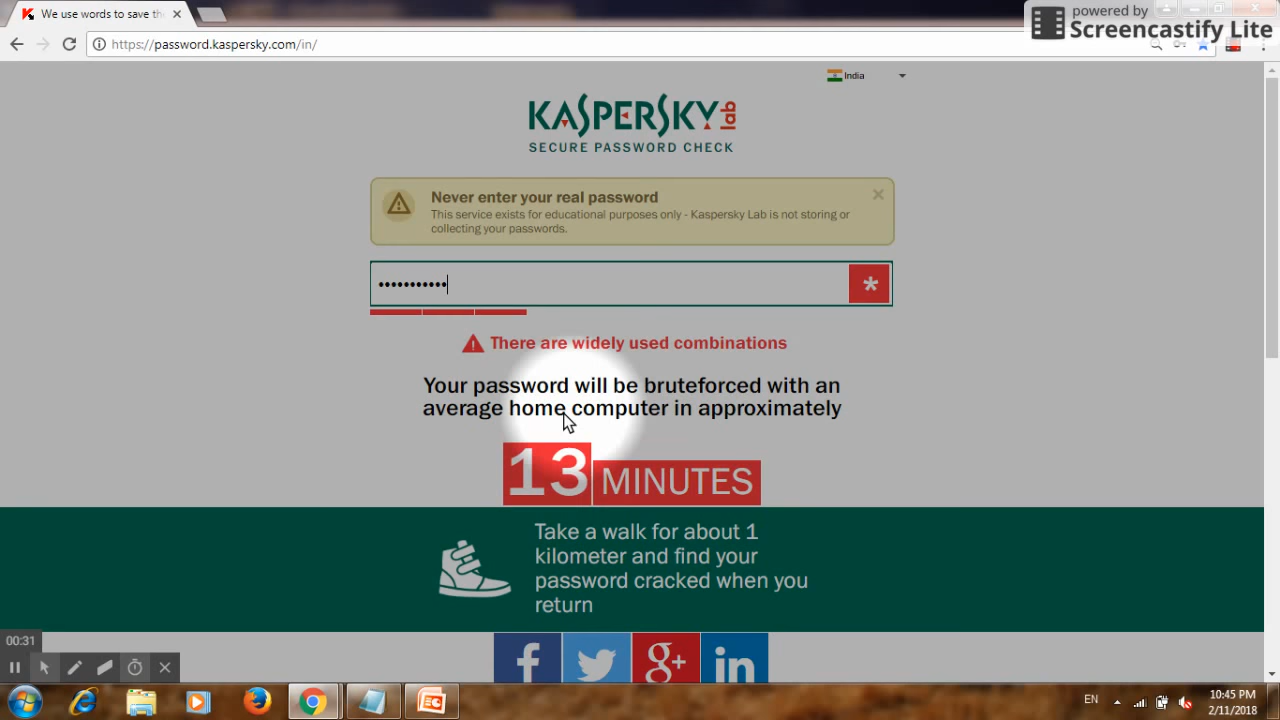 We use words to save the
powered by
Screencastify Lite
https://password.kaspersky.com/in/
India
KASPERSKY lab
SECURE PASSWORD CHECK
Never enter your real password
This service exists for educational purposes only - Kaspersky Lab is not storing or
collecting your passwords.
•••••••••••
*
There are widely used combinations
Your password will be bruteforced with an
average home computer in approximately
13 MINUTES
Take a walk for about 1
kilometer and find your
password cracked when you
return
00:31
f
g+
in
EN
10:45 PM
2/11/2018